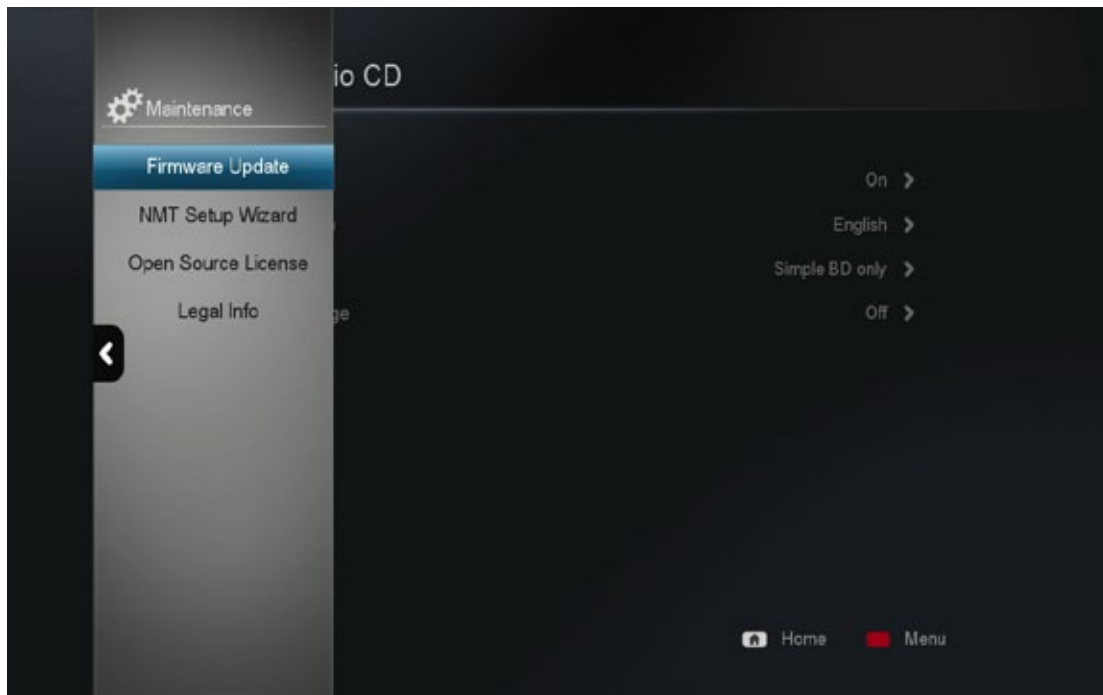 io CD
Maintenance
Firmware Update
NMT Setup Wizard
Open Source License
Legal Info
On
English
Simple BD only
ge
Off
Home
Menu